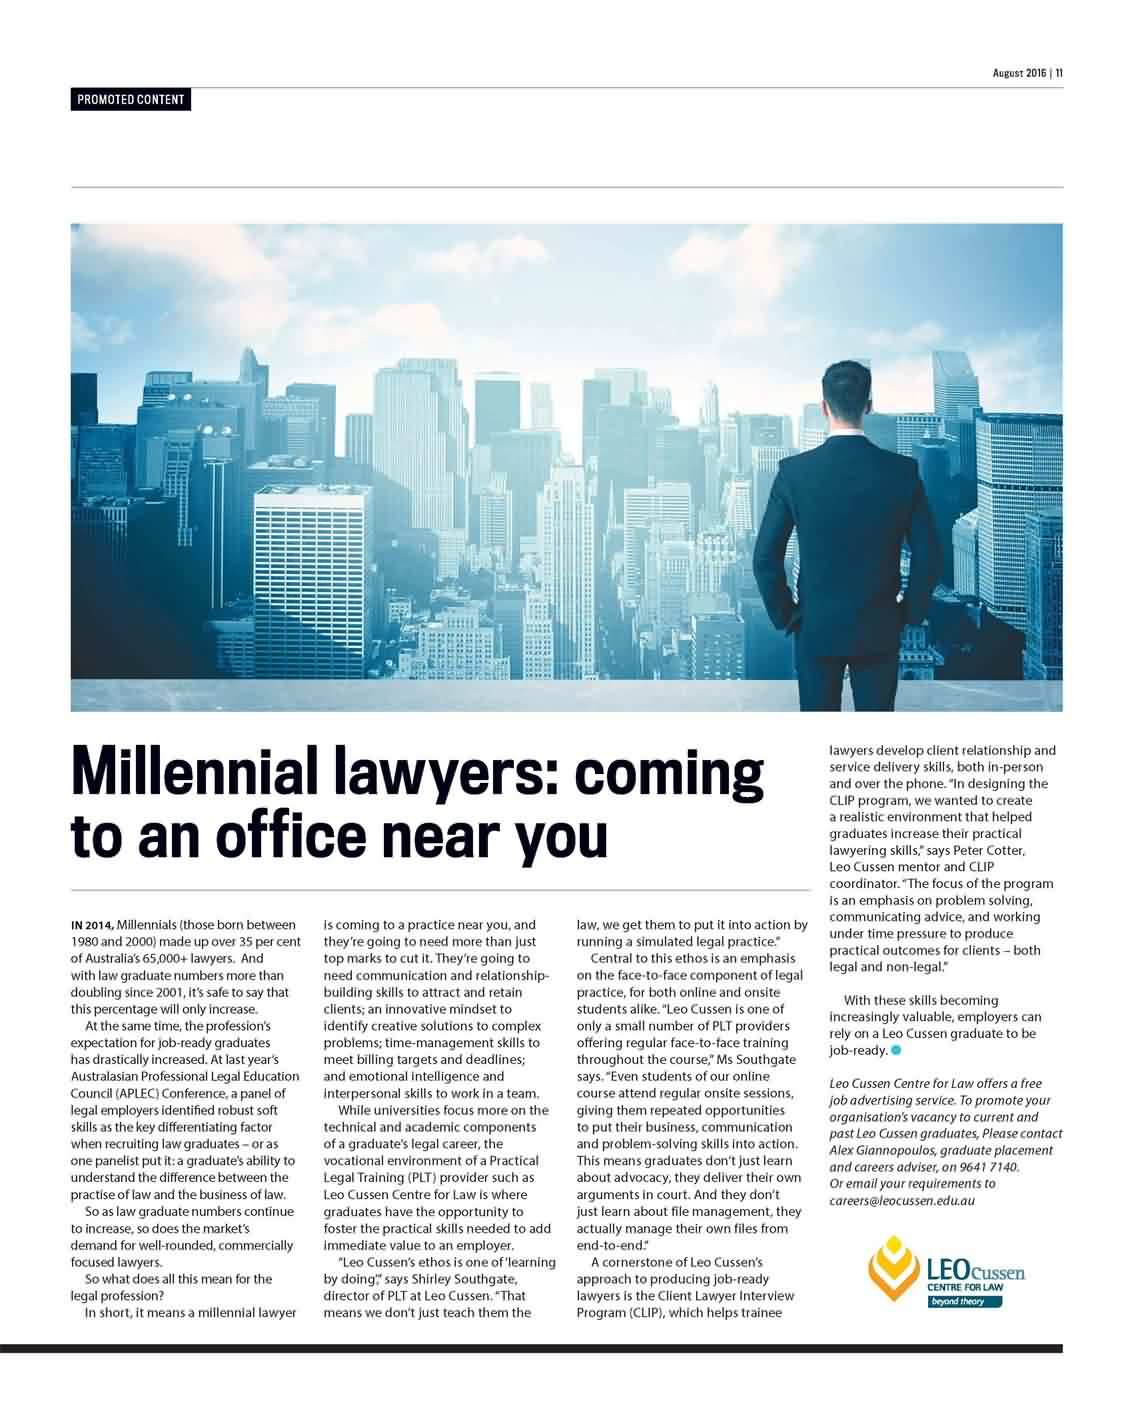 August 2016 | 11
PROMOTED CONTENT
Millennial lawyers: coming
to an office near you
IN 2014, Millennials (those born between
1980 and 2000) made up over 35 per cent
of Australia's 65,000+ lawyers. And
with law graduate numbers more than
doubling since 2001, it's safe to say that
this percentage will only increase.
At the same time, the profession's
expectation for job-ready graduates
has drastically increased. At last year's
Australasian Professional Legal Education
Council (APLEC) Conference, a panel of
legal employers identified robust soft
skills as the key differentiating factor
when recruiting law graduates – or as
one panelist put it: a graduate's ability to
understand the difference between the
practise of law and the business of law.
So as law graduate numbers continue
to increase, so does the market's
demand for well-rounded, commercially
focused lawyers.
So what does all this mean for the
legal profession?
In short, it means a millennial lawyer
is coming to a practice near you, and
they're going to need more than just
top marks to cut it. They're going to
need communication and relationship-
building skills to attract and retain
clients; an innovative mindset to
identify creative solutions to complex
problems; time-management skills to
meet billing targets and deadlines;
and emotional intelligence and
interpersonal skills to work in a team.
While universities focus more on the
technical and academic components
of a graduate's legal career, the
vocational environment of a Practical
Legal Training (PLT) provider such as
Leo Cussen Centre for Law is where
graduates have the opportunity to
foster the practical skills needed to add
immediate value to an employer.
"Leo Cussen's ethos is one of 'learning
by doing'," says Shirley Southgate,
director of PLT at Leo Cussen. "That
means we don't just teach them the
law, we get them to put it into action by
running a simulated legal practice."
Central to this ethos is an emphasis
on the face-to-face component of legal
practice, for both online and onsite
students alike. "Leo Cussen is one of
only a small number of PLT providers
offering regular face-to-face training
throughout the course," Ms Southgate
says. "Even students of our online
course attend regular onsite sessions,
giving them repeated opportunities
to put their business, communication
and problem-solving skills into action.
This means graduates don't just learn
about advocacy, they deliver their own
arguments in court. And they don't
just learn about file management, they
actually manage their own files from
end-to-end."
A cornerstone of Leo Cussen's
approach to producing job-ready
lawyers is the Client Lawyer Interview
Program (CLIP), which helps trainee
lawyers develop client relationship and
service delivery skills, both in-person
and over the phone. "In designing the
CLIP program, we wanted to create
a realistic environment that helped
graduates increase their practical
lawyering skills," says Peter Cotter,
Leo Cussen mentor and CLIP
coordinator. "The focus of the program
is an emphasis on problem solving,
communicating advice, and working
under time pressure to produce
practical outcomes for clients – both
legal and non-legal."
With these skills becoming
increasingly valuable, employers can
rely on a Leo Cussen graduate to be
job-ready.
Leo Cussen Centre for Law offers a free
job advertising service. To promote your
organisation's vacancy to current and
past Leo Cussen graduates, Please contact
Alex Giannopoulos, graduate placement
and careers adviser, on 9641 7140.
Or email your requirements to
careers@leocussen.edu.au
LEO Cussen
CENTRE FOR LAW
beyond theory